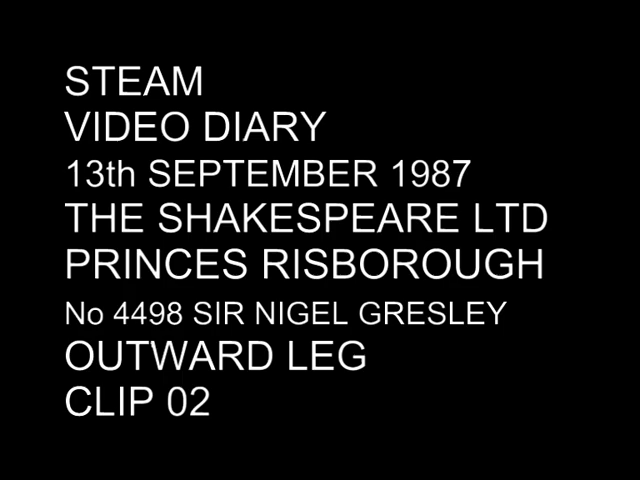 STEAM
VIDEO DIARY
13th SEPTEMBER 1987
THE SHAKESPEARE LTD
PRINCES RISBOROUGH
No 4498 SIR NIGEL GRESLEY
OUTWARD LEG
CLIP 02